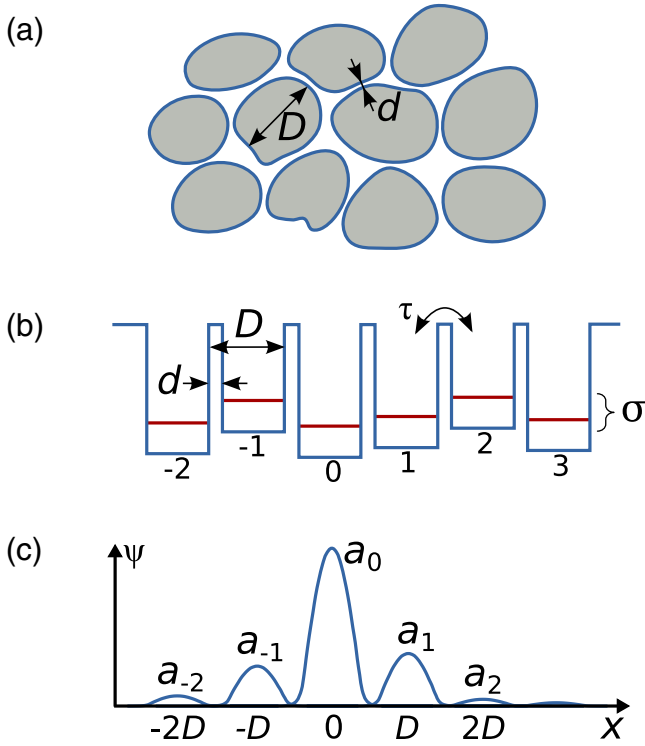 (a)
D
d
(b)
D
τ
d
σ
-2
-1
0
1
2
3
(c)
ψ
a₀
a₋₁
a₁
a₋₂
a₂
-2D
-D
0
D
2D
x